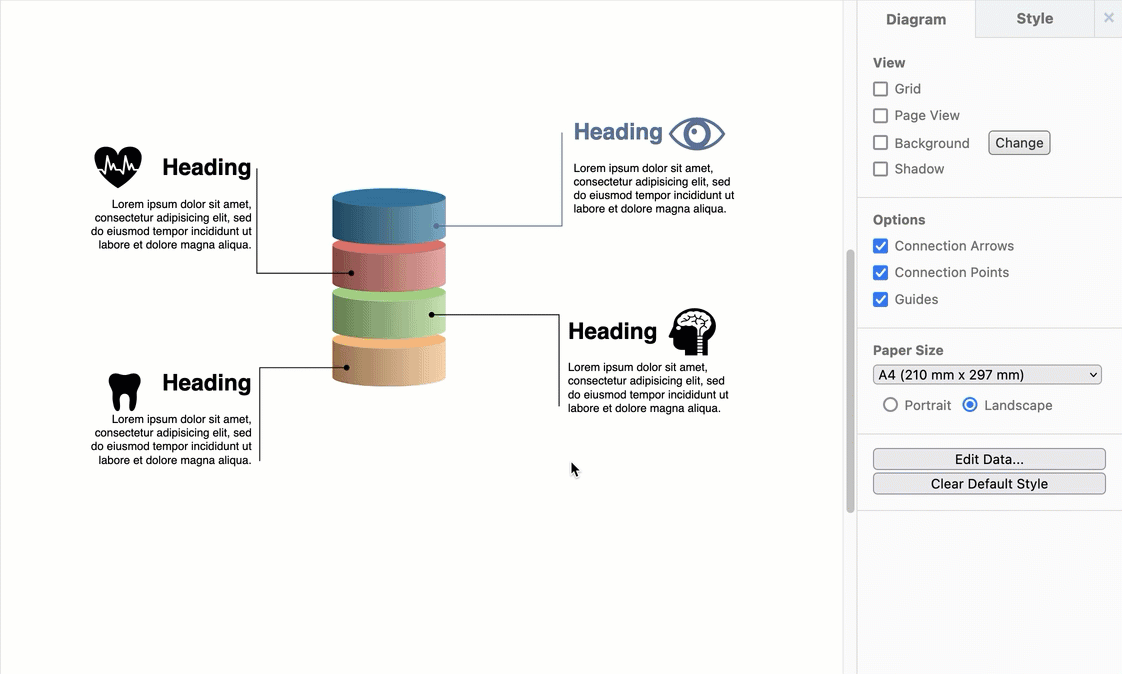 Heading
Lorem ipsum dolor sit amet,
consectetur adipisicing elit, sed
do eiusmod tempor incididunt ut
labore et dolore magna aliqua.
Heading
Lorem ipsum dolor sit amet,
consectetur adipisicing elit, sed
do eiusmod tempor incididunt ut
labore et dolore magna aliqua.
Heading
Lorem ipsum dolor sit amet,
consectetur adipisicing elit, sed
do eiusmod tempor incididunt ut
labore et dolore magna aliqua.
Heading
Lorem ipsum dolor sit amet,
consectetur adipisicing elit, sed
do eiusmod tempor incididunt ut
labore et dolore magna aliqua.
Diagram
Style
View
Grid
Page View
Background
Change
Shadow
Options
Connection Arrows
Connection Points
Guides
Paper Size
A4 (210 mm x 297 mm)
Portrait
Landscape
Edit Data...
Clear Default Style